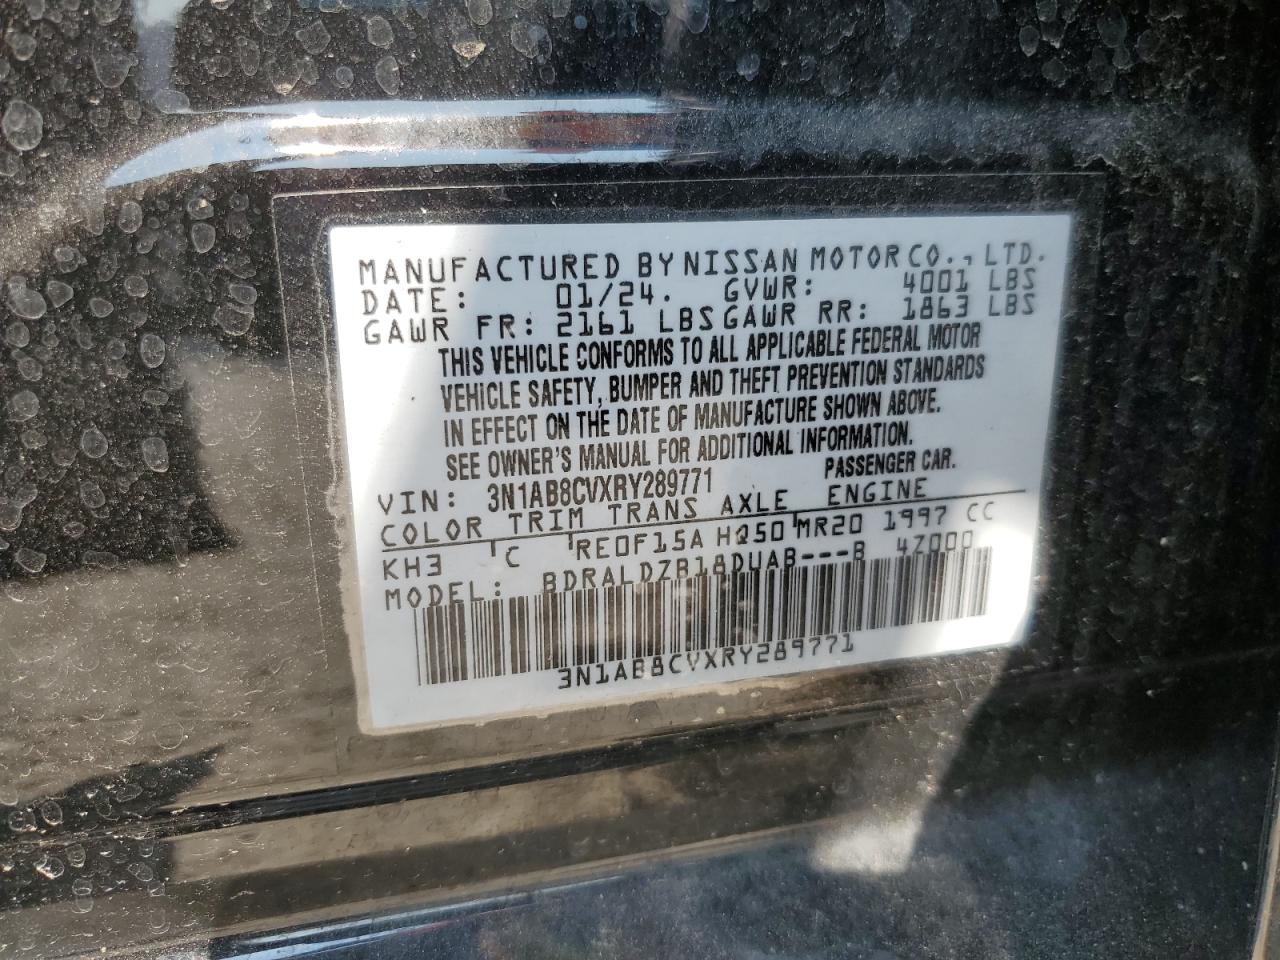 MANUFACTURED BY NISSAN MOTOR CO., LTD.
DATE: 01/24. GVWR: 4001 LBS
GAWR FR: 2161 LBS GAWR RR: 1863 LBS
THIS VEHICLE CONFORMS TO ALL APPLICABLE FEDERAL MOTOR
VEHICLE SAFETY, BUMPER AND THEFT PREVENTION STANDARDS
IN EFFECT ON THE DATE OF MANUFACTURE SHOWN ABOVE.
SEE OWNER'S MANUAL FOR ADDITIONAL INFORMATION.
VIN: 3N1AB8CVXRY289771 PASSENGER CAR.
COLOR TRIM TRANS AXLE ENGINE
KH3 C RE0F15A HQ50 MR20 1997 CC
MODEL: BDRALDZB18DUAB---B 47000
3N1AB8CVXRY289771